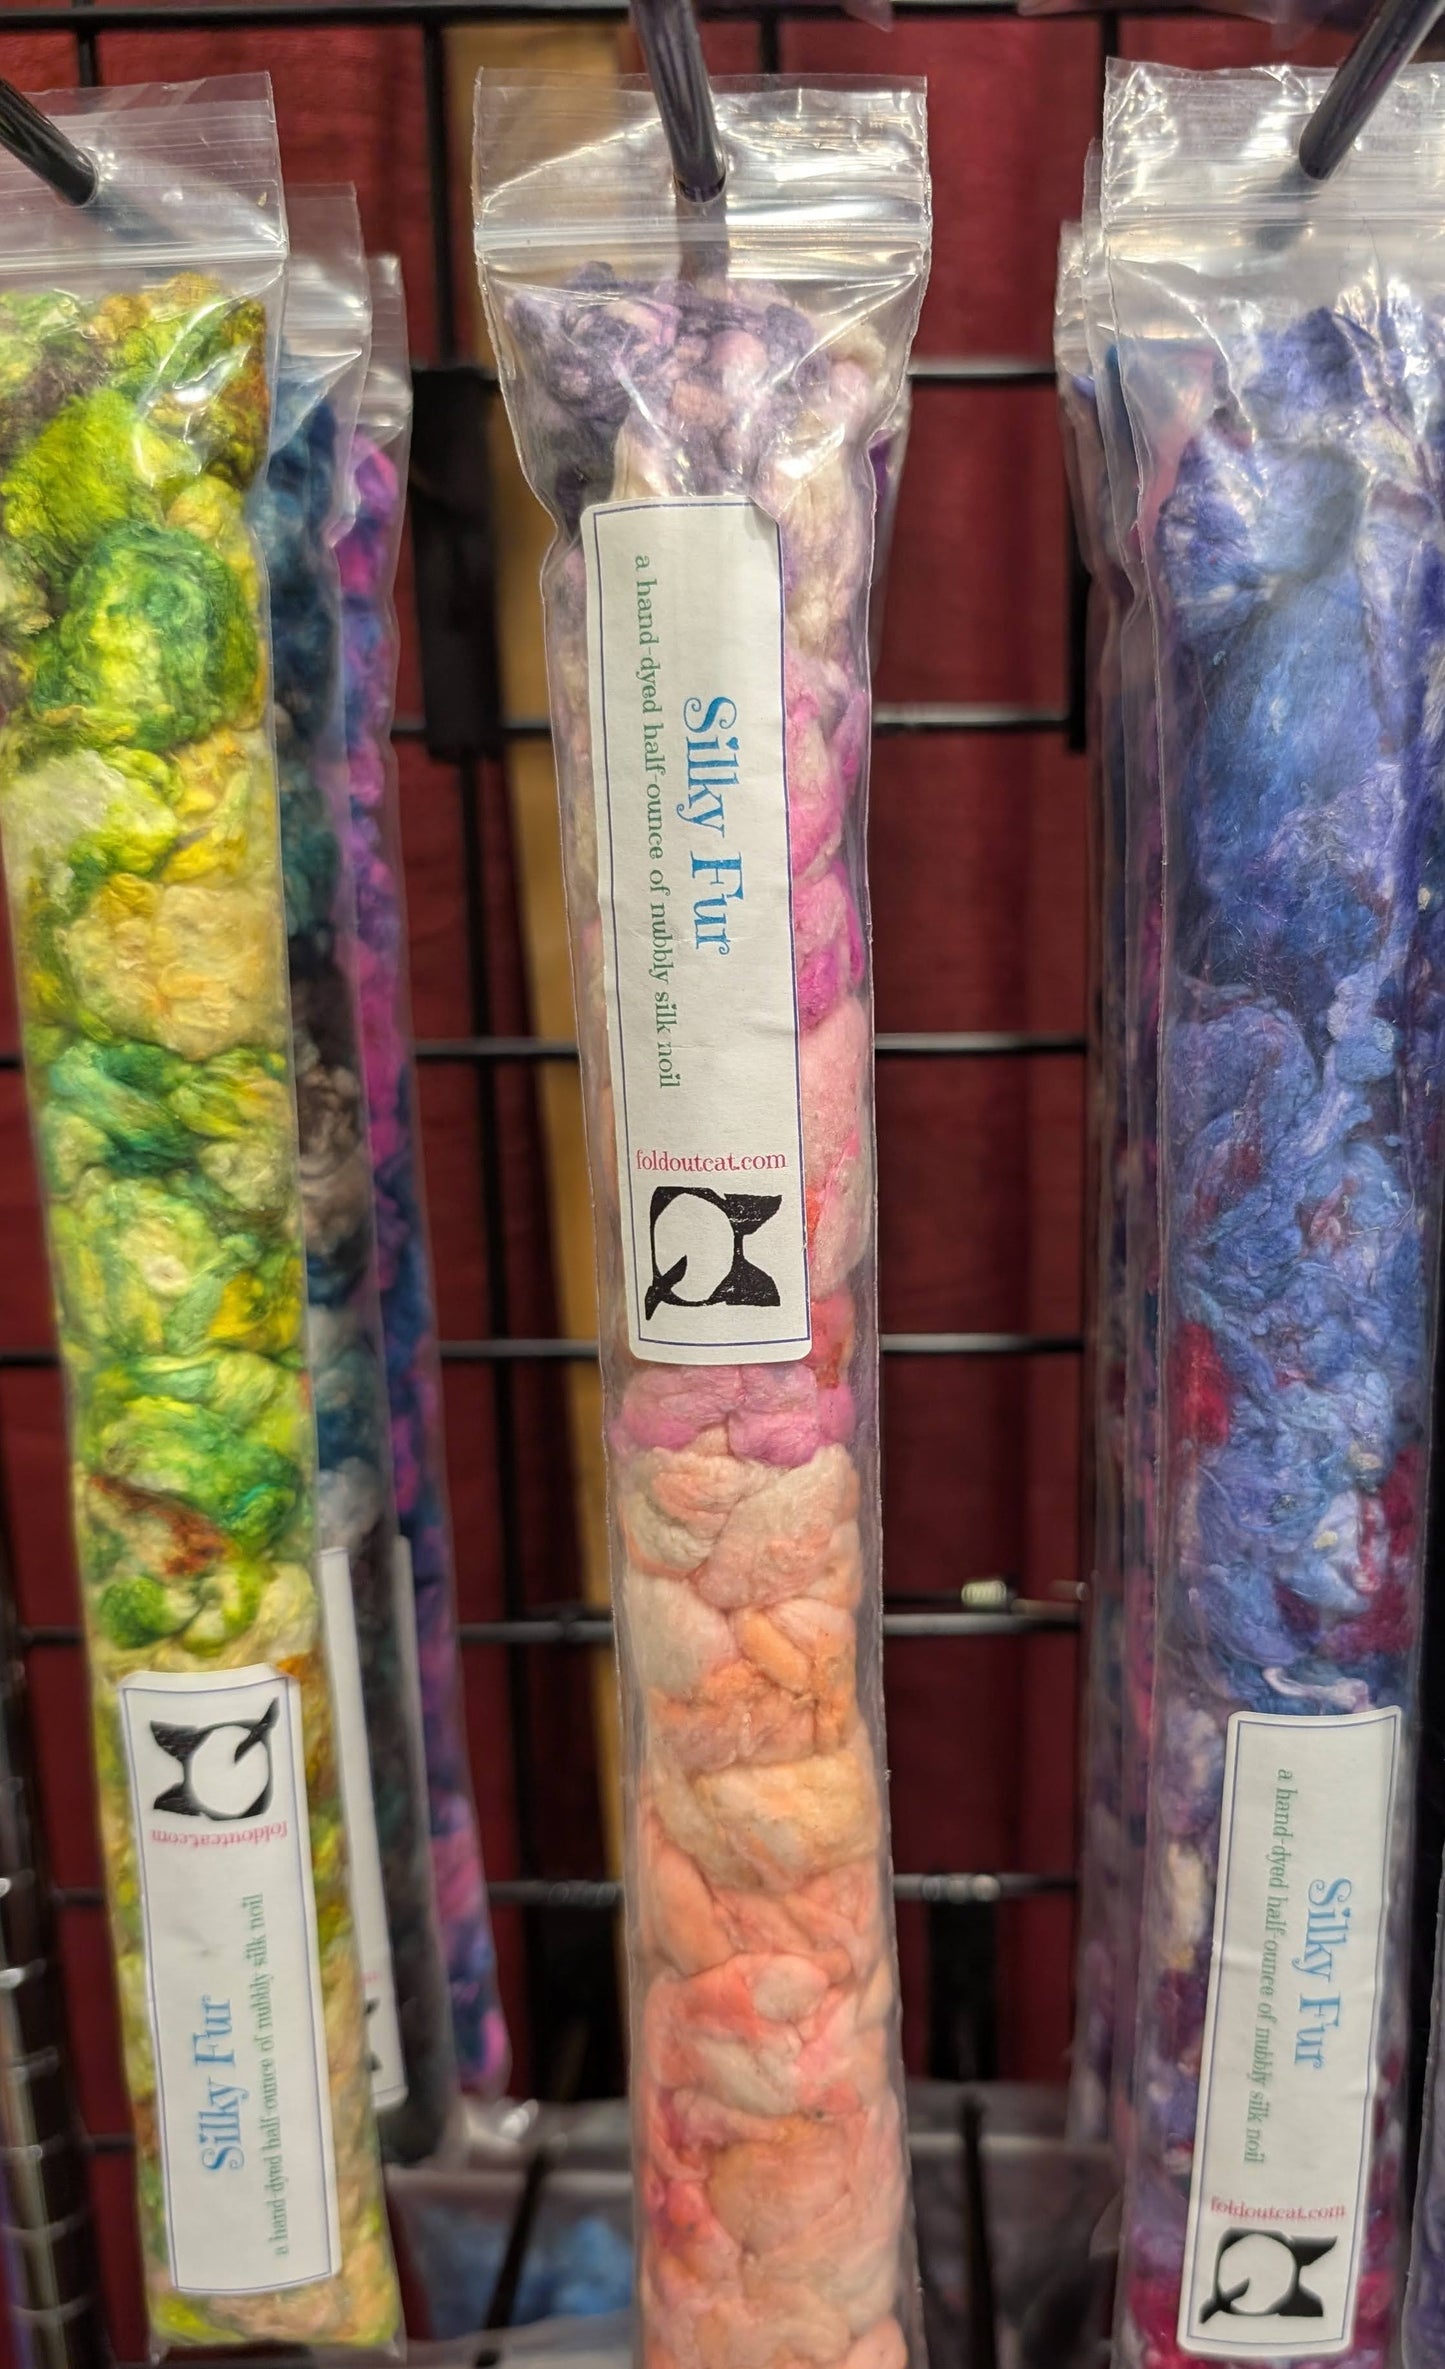 Silky Fur
a hand-dyed half-ounce of nubbly silk noil
foldoutcat.com
Silky Fur
a hand-dyed half-ounce of nubbly silk noil
foldoutcat.com
Silky Fur
a hand-dyed half-ounce of nubbly silk noil
foldoutcat.com